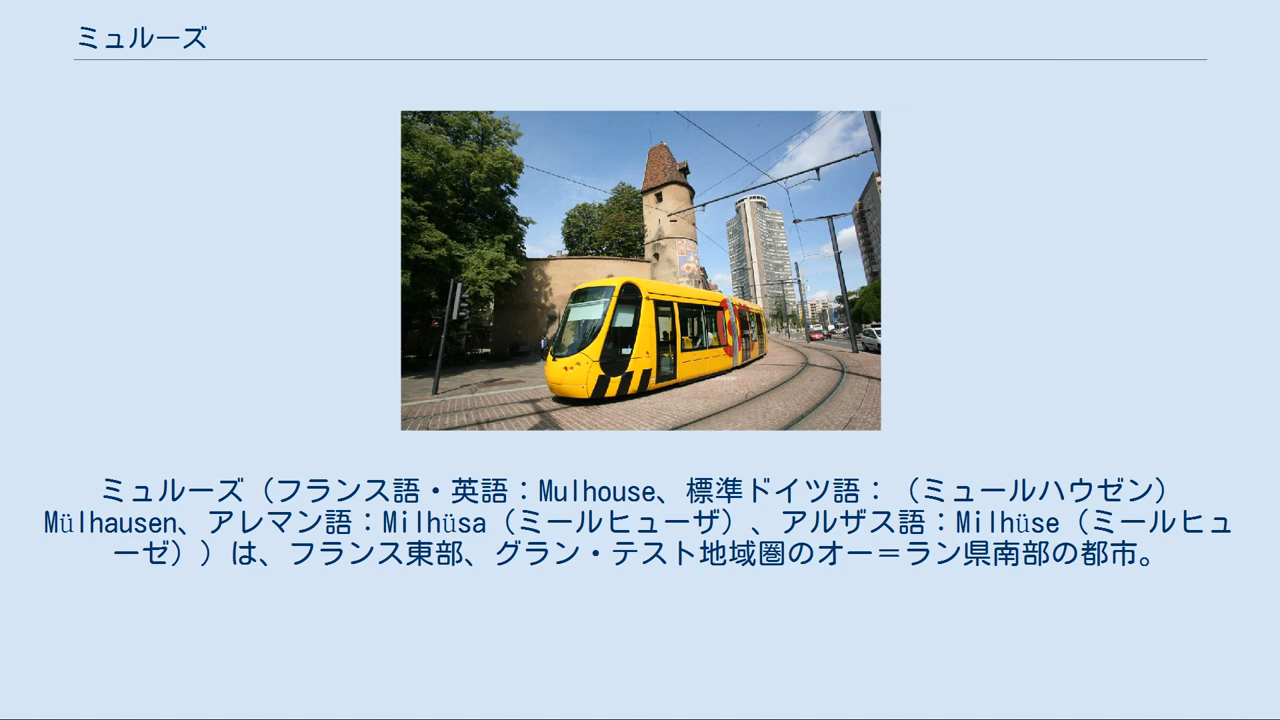 ミュルーズ
ミュルーズ（フランス語・英語：Mulhouse、標準ドイツ語：（ミュールハウゼン）
Mülhausen、アレマン語：Milhüsa（ミールヒューザ）、アルザス語：Milhüse（ミールヒュ
ーゼ））は、フランス東部、グラン・テスト地域圏のオー＝ラン県南部の都市。